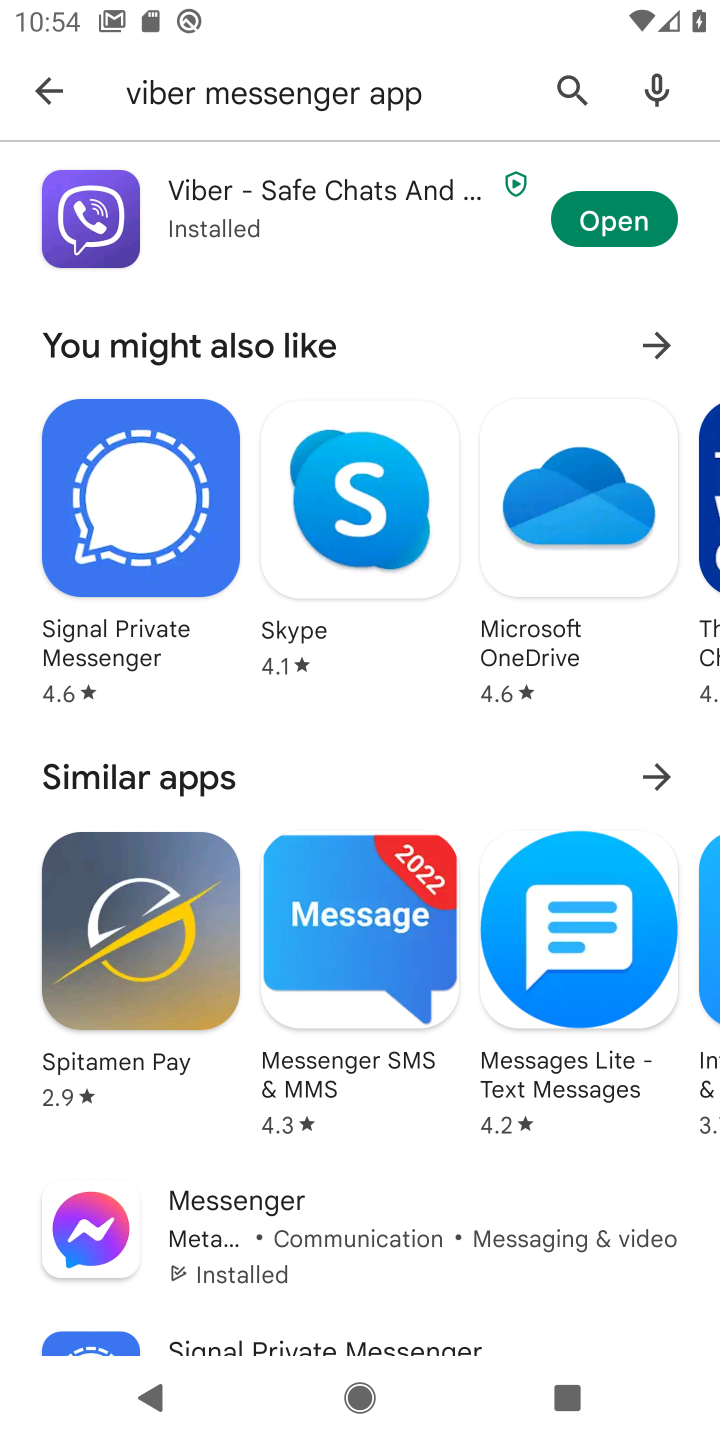 10:54
viber messenger app
Viber - Safe Chats And ...
Installed
Open
You might also like
S
Signal Private
Messenger
4.6
Skype
4.1
Microsoft
OneDrive
4.6
4.
Similar apps
2022
Message
Spitamen Pay
2.9
Messenger SMS
& MMS
4.3
Messages Lite -
Text Messages
4.2
&
3.
Messenger
Meta... • Communication • Messaging & video
Installed
Signal Private Messenger